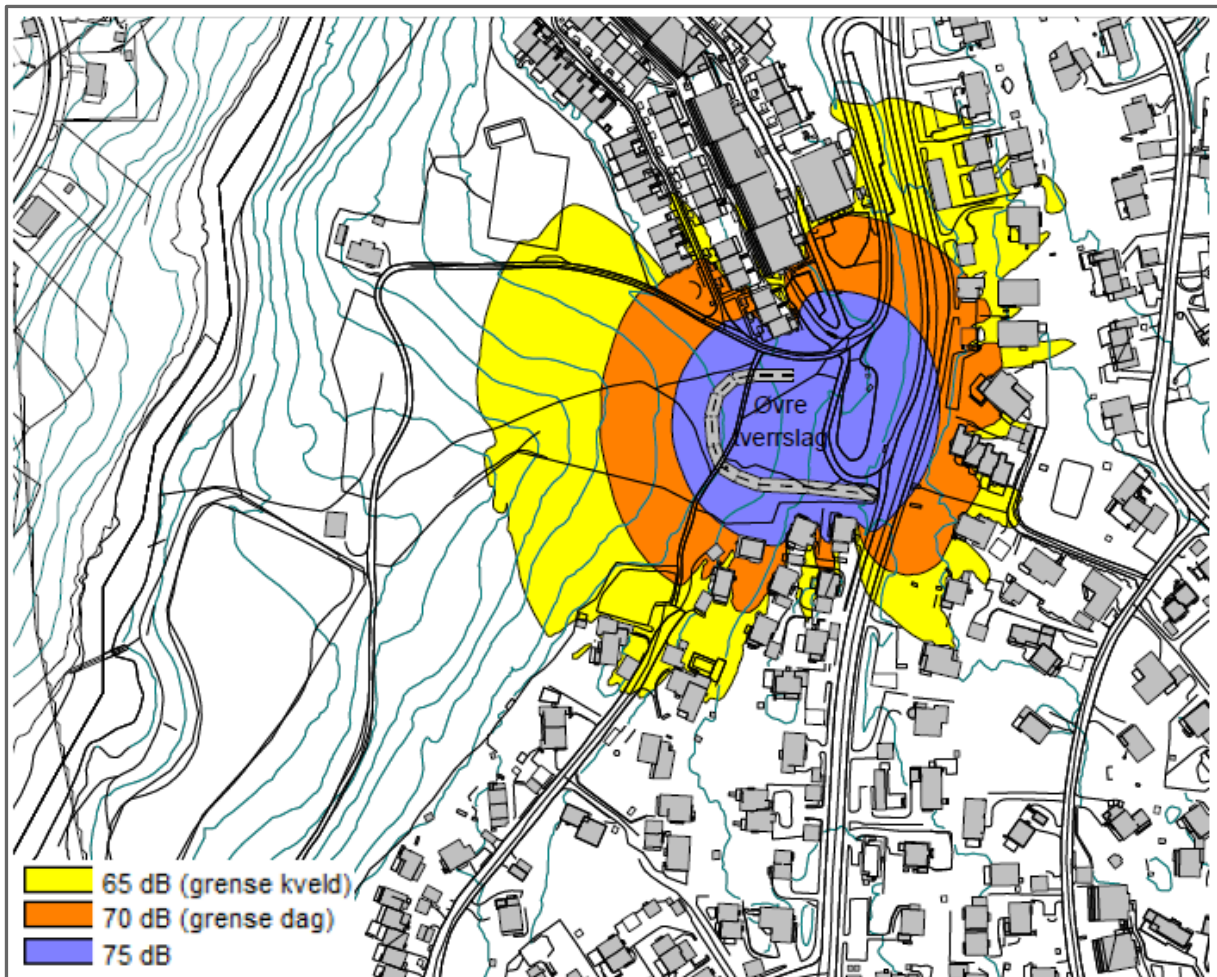 Øvre
tverrslag
65 dB (grense kveld)
70 dB (grense dag)
75 dB